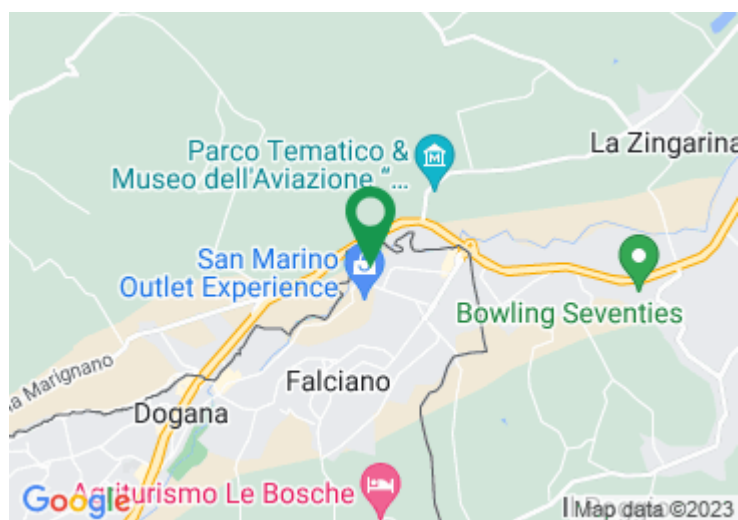 La Zingarina
Parco Tematico &
Museo dell'Aviazione “...
San Marino
Outlet Experience
Bowling Seventies
a Marignano
Falciano
Dogana
Agriturismo Le Bosche
Google
Map data ©2023